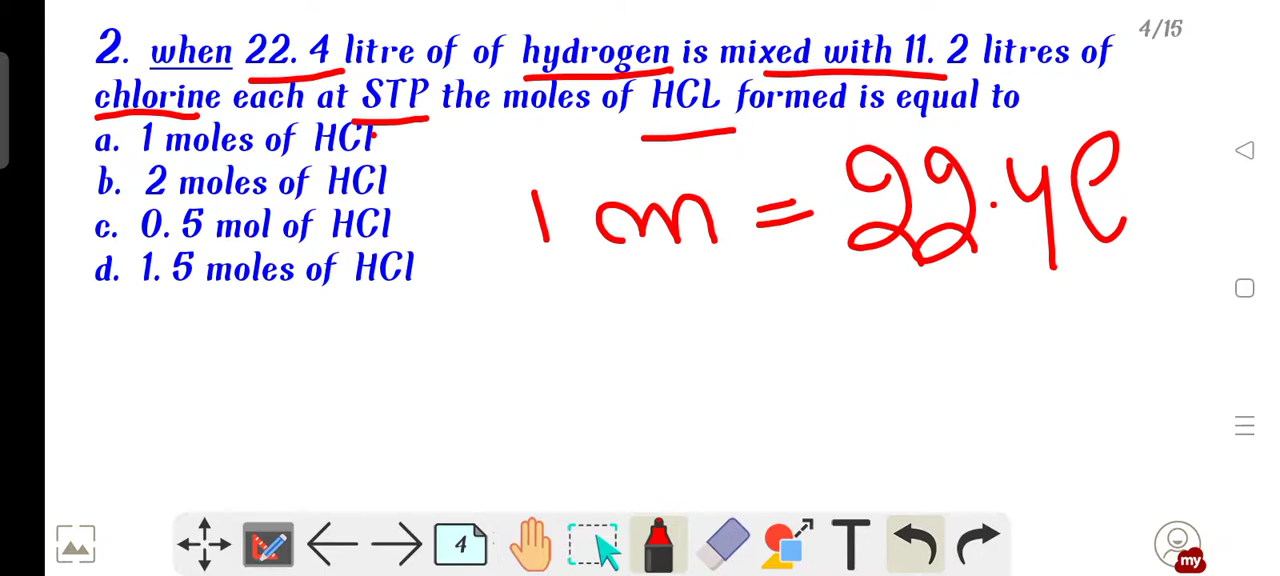 4/15
2. when 22. 4 litre of of hydrogen is mixed with 11. 2 litres of
chlorine each at STP the moles of HCL formed is equal to
a. 1 moles of HCl
b. 2 moles of HCl
c. 0. 5 mol of HCl
d. 1. 5 moles of HCl
1 m = 22.4 l
4
T
my